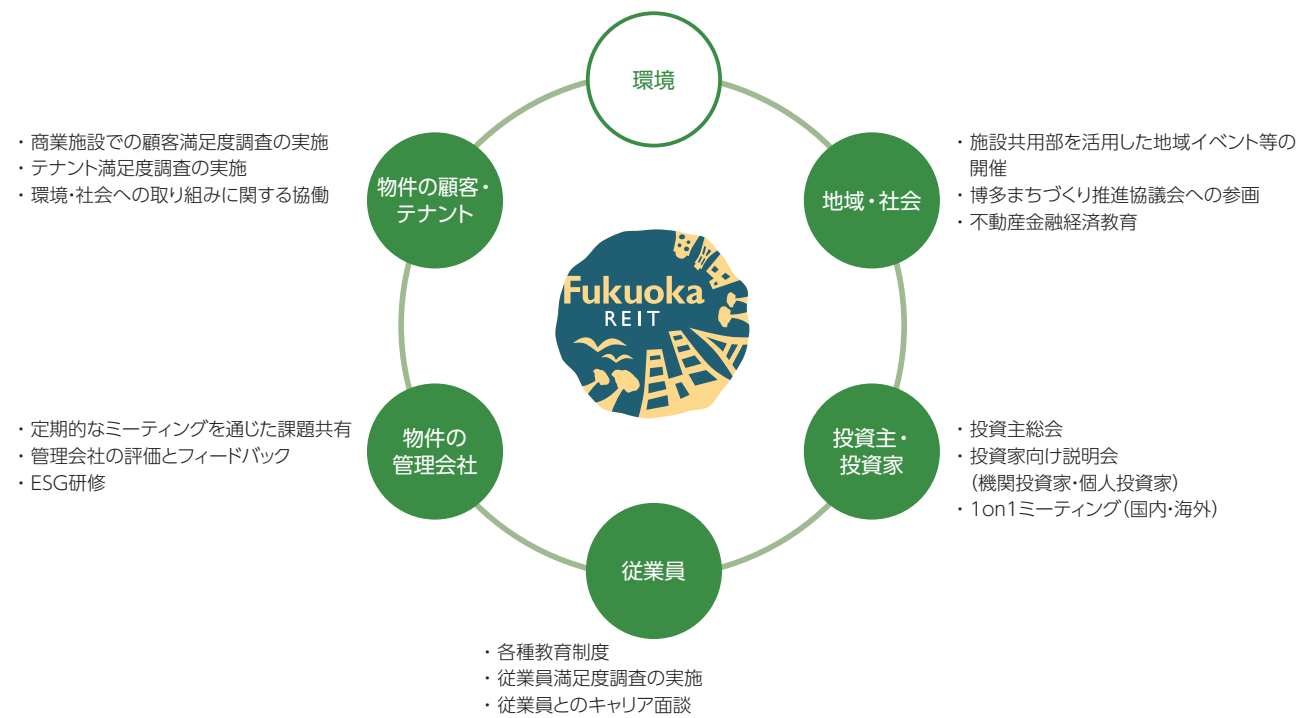 環境
・商業施設での顧客満足度調査の実施
・テナント満足度調査の実施
・環境・社会への取り組みに関する協働
物件の顧客・
テナント
地域・社会
・施設共用部を活用した地域イベント等の
開催
・博多まちづくり推進協議会への参画
・不動産金融経済教育
Fukuoka
REIT
・定期的なミーティングを通じた課題共有
・管理会社の評価とフィードバック
・ESG研修
物件の
管理会社
投資主・
投資家
・投資主総会
・投資家向け説明会
（機関投資家・個人投資家）
・1on1ミーティング（国内・海外）
従業員
・各種教育制度
・従業員満足度調査の実施
・従業員とのキャリア面談